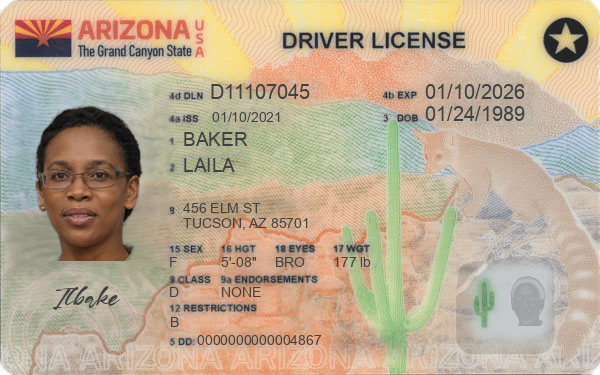 ARIZONA USA
The Grand Canyon State
DRIVER LICENSE
4d DLN D11107045 4b EXP 01/10/2026
4a ISS 01/10/2021 3 DOB 01/24/1989
1 BAKER
2 LAILA
8 456 ELM ST
TUCSON, AZ 85701
15 SEX 16 HGT 18 EYES 17 WGT
F 5'-08" BRO 177 lb
9 CLASS 9a ENDORSEMENTS
D NONE
12 RESTRICTIONS
B
5 DD: 0000000000004867
Ilbake
ARIZONA ARIZONA ARIZONA ARIZONA